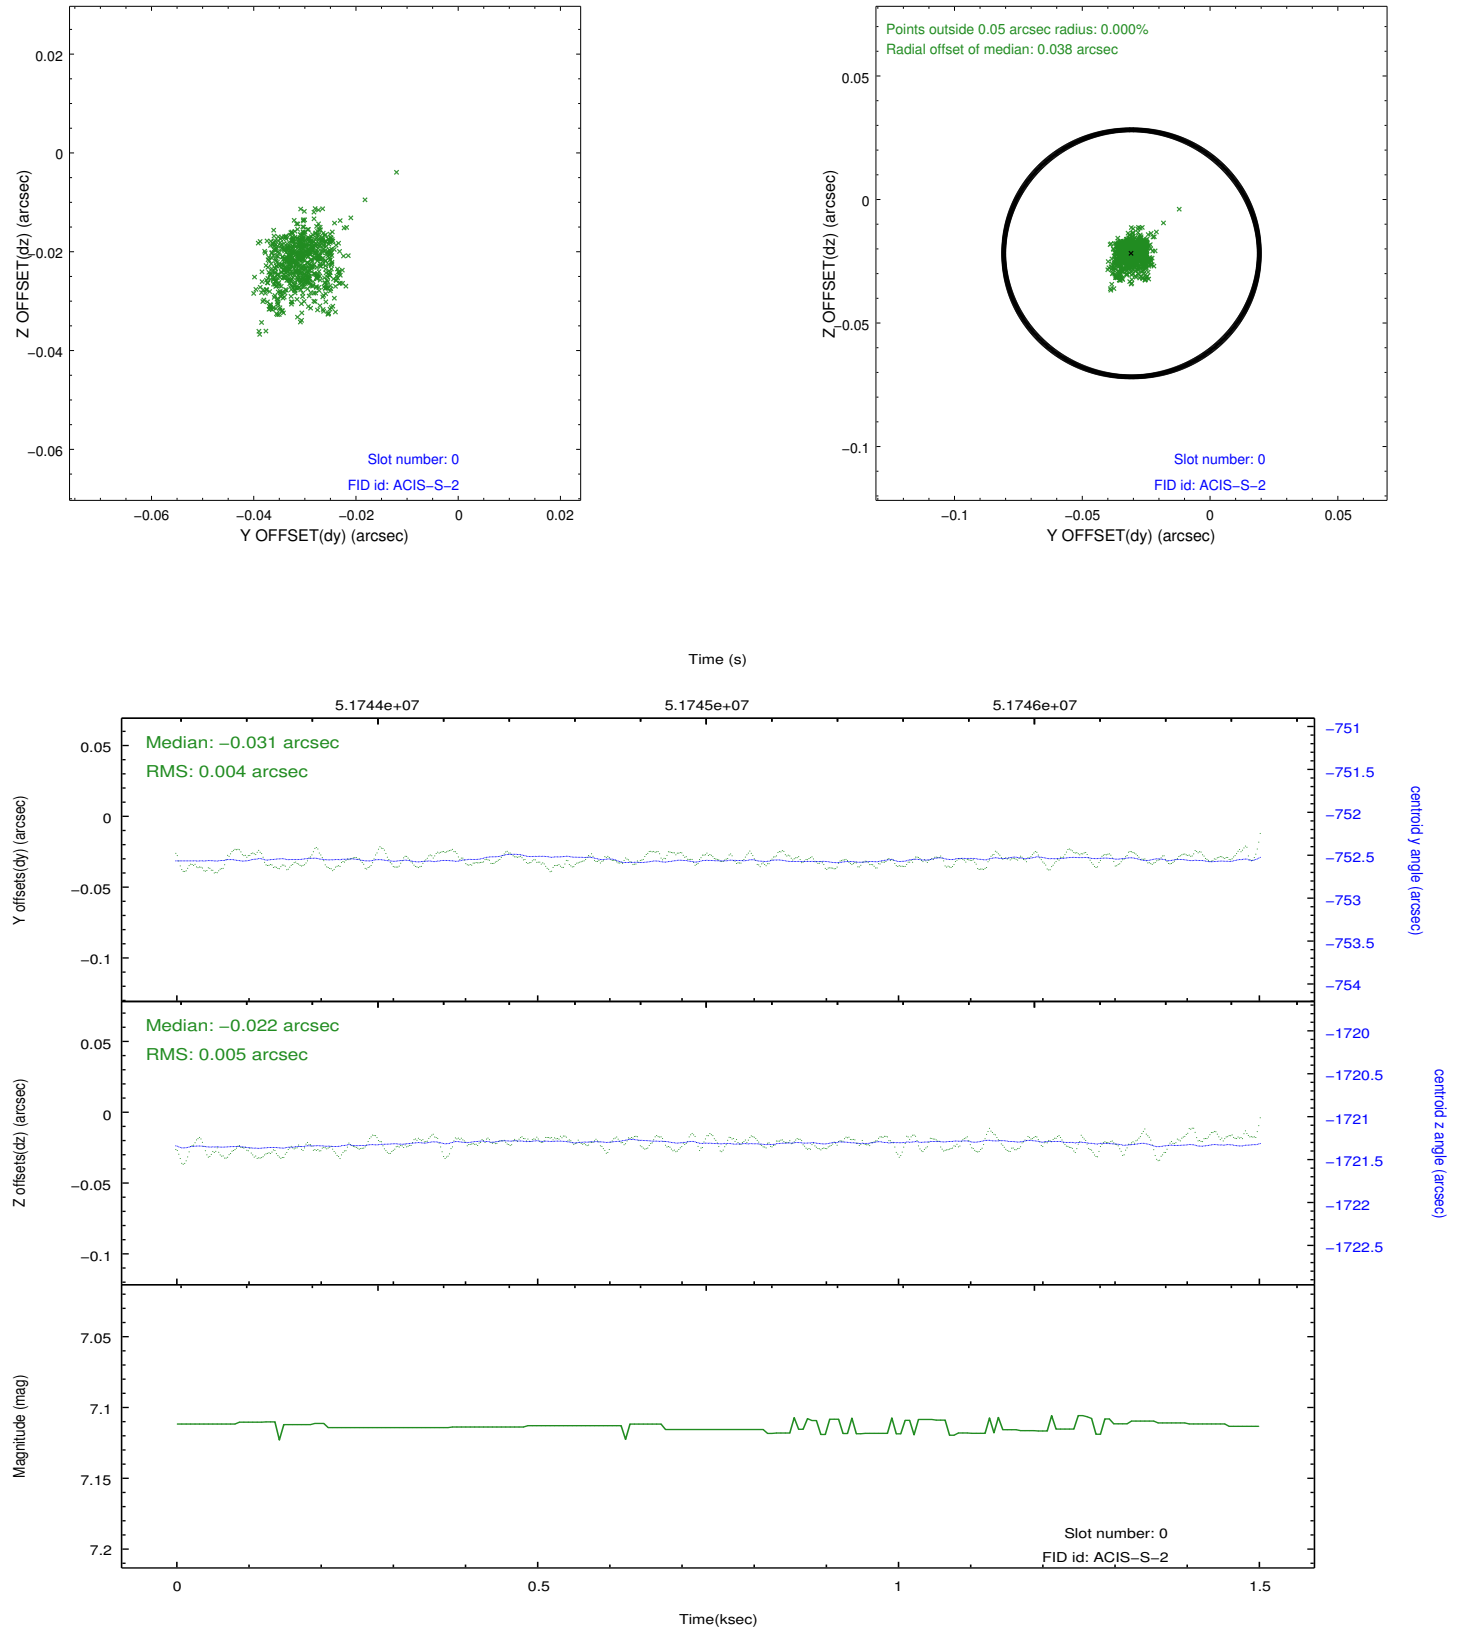 0.02
0
−0.02
−0.04
−0.06
Z OFFSET(dz) (arcsec)
Slot number: 0
FID id: ACIS−S−2
−0.06
−0.04
−0.02
0
0.02
Y OFFSET(dy) (arcsec)
Points outside 0.05 arcsec radius: 0.000%
Radial offset of median: 0.038 arcsec
0.05
0
−0.05
−0.1
Z OFFSET(dz) (arcsec)
Slot number: 0
FID id: ACIS−S−2
−0.1
−0.05
0
0.05
Y OFFSET(dy) (arcsec)
Time (s)
5.1744e+07
5.1745e+07
5.1746e+07
Median: −0.031 arcsec
RMS: 0.004 arcsec
0.05
0
−0.05
−0.1
Y offsets(dy) (arcsec)
−751
−751.5
−752
−752.5
−753
−753.5
−754
centroid y angle (arcsec)
Median: −0.022 arcsec
RMS: 0.005 arcsec
0.05
0
−0.05
−0.1
Z offsets(dz) (arcsec)
−1720
−1720.5
−1721
−1721.5
−1722
−1722.5
centroid z angle (arcsec)
7.05
7.1
7.15
7.2
Magnitude (mag)
Slot number: 0
FID id: ACIS−S−2
0
0.5
1
1.5
Time(ksec)